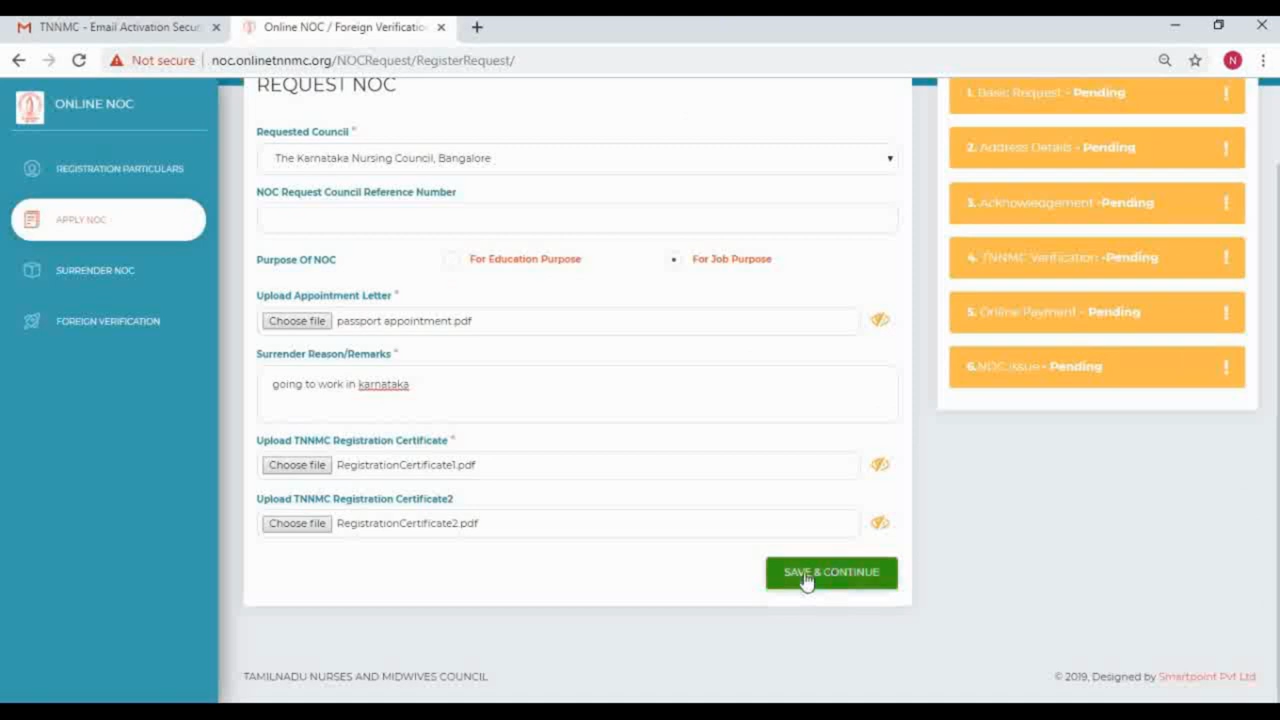 TNNMC - Email Activation Secu
Online NOC / Foreign Verificatio
Not secure
noc.onlinetnnmc.org/NOCRequest/RegisterRequest/
N
ONLINE NOC
REGISTRATION PARTICULARS
APPLY NOC
SURRENDER NOC
FOREIGN VERIFICATION
REQUEST NOC
Requested Council *
The Karnataka Nursing Council, Bangalore
NOC Request Council Reference Number
Purpose Of NOC
For Education Purpose
For Job Purpose
Upload Appointment Letter *
Choose file passport appointment.pdf
Surrender Reason/Remarks *
going to work in karnataka
Upload TNNMC Registration Certificate *
Choose file RegistrationCertificate1.pdf
Upload TNNMC Registration Certificate2
Choose file RegistrationCertificate2.pdf
SAVE & CONTINUE
1. Basic Request - Pending !
2. Address Details - Pending !
3. Acknowledgement -Pending !
4. TNNMC Verification -Pending !
5. Online Payment - Pending !
6.NOC Issue - Pending !
TAMILNADU NURSES AND MIDWIVES COUNCIL
© 2019, Designed by Smartpoint Pvt Ltd